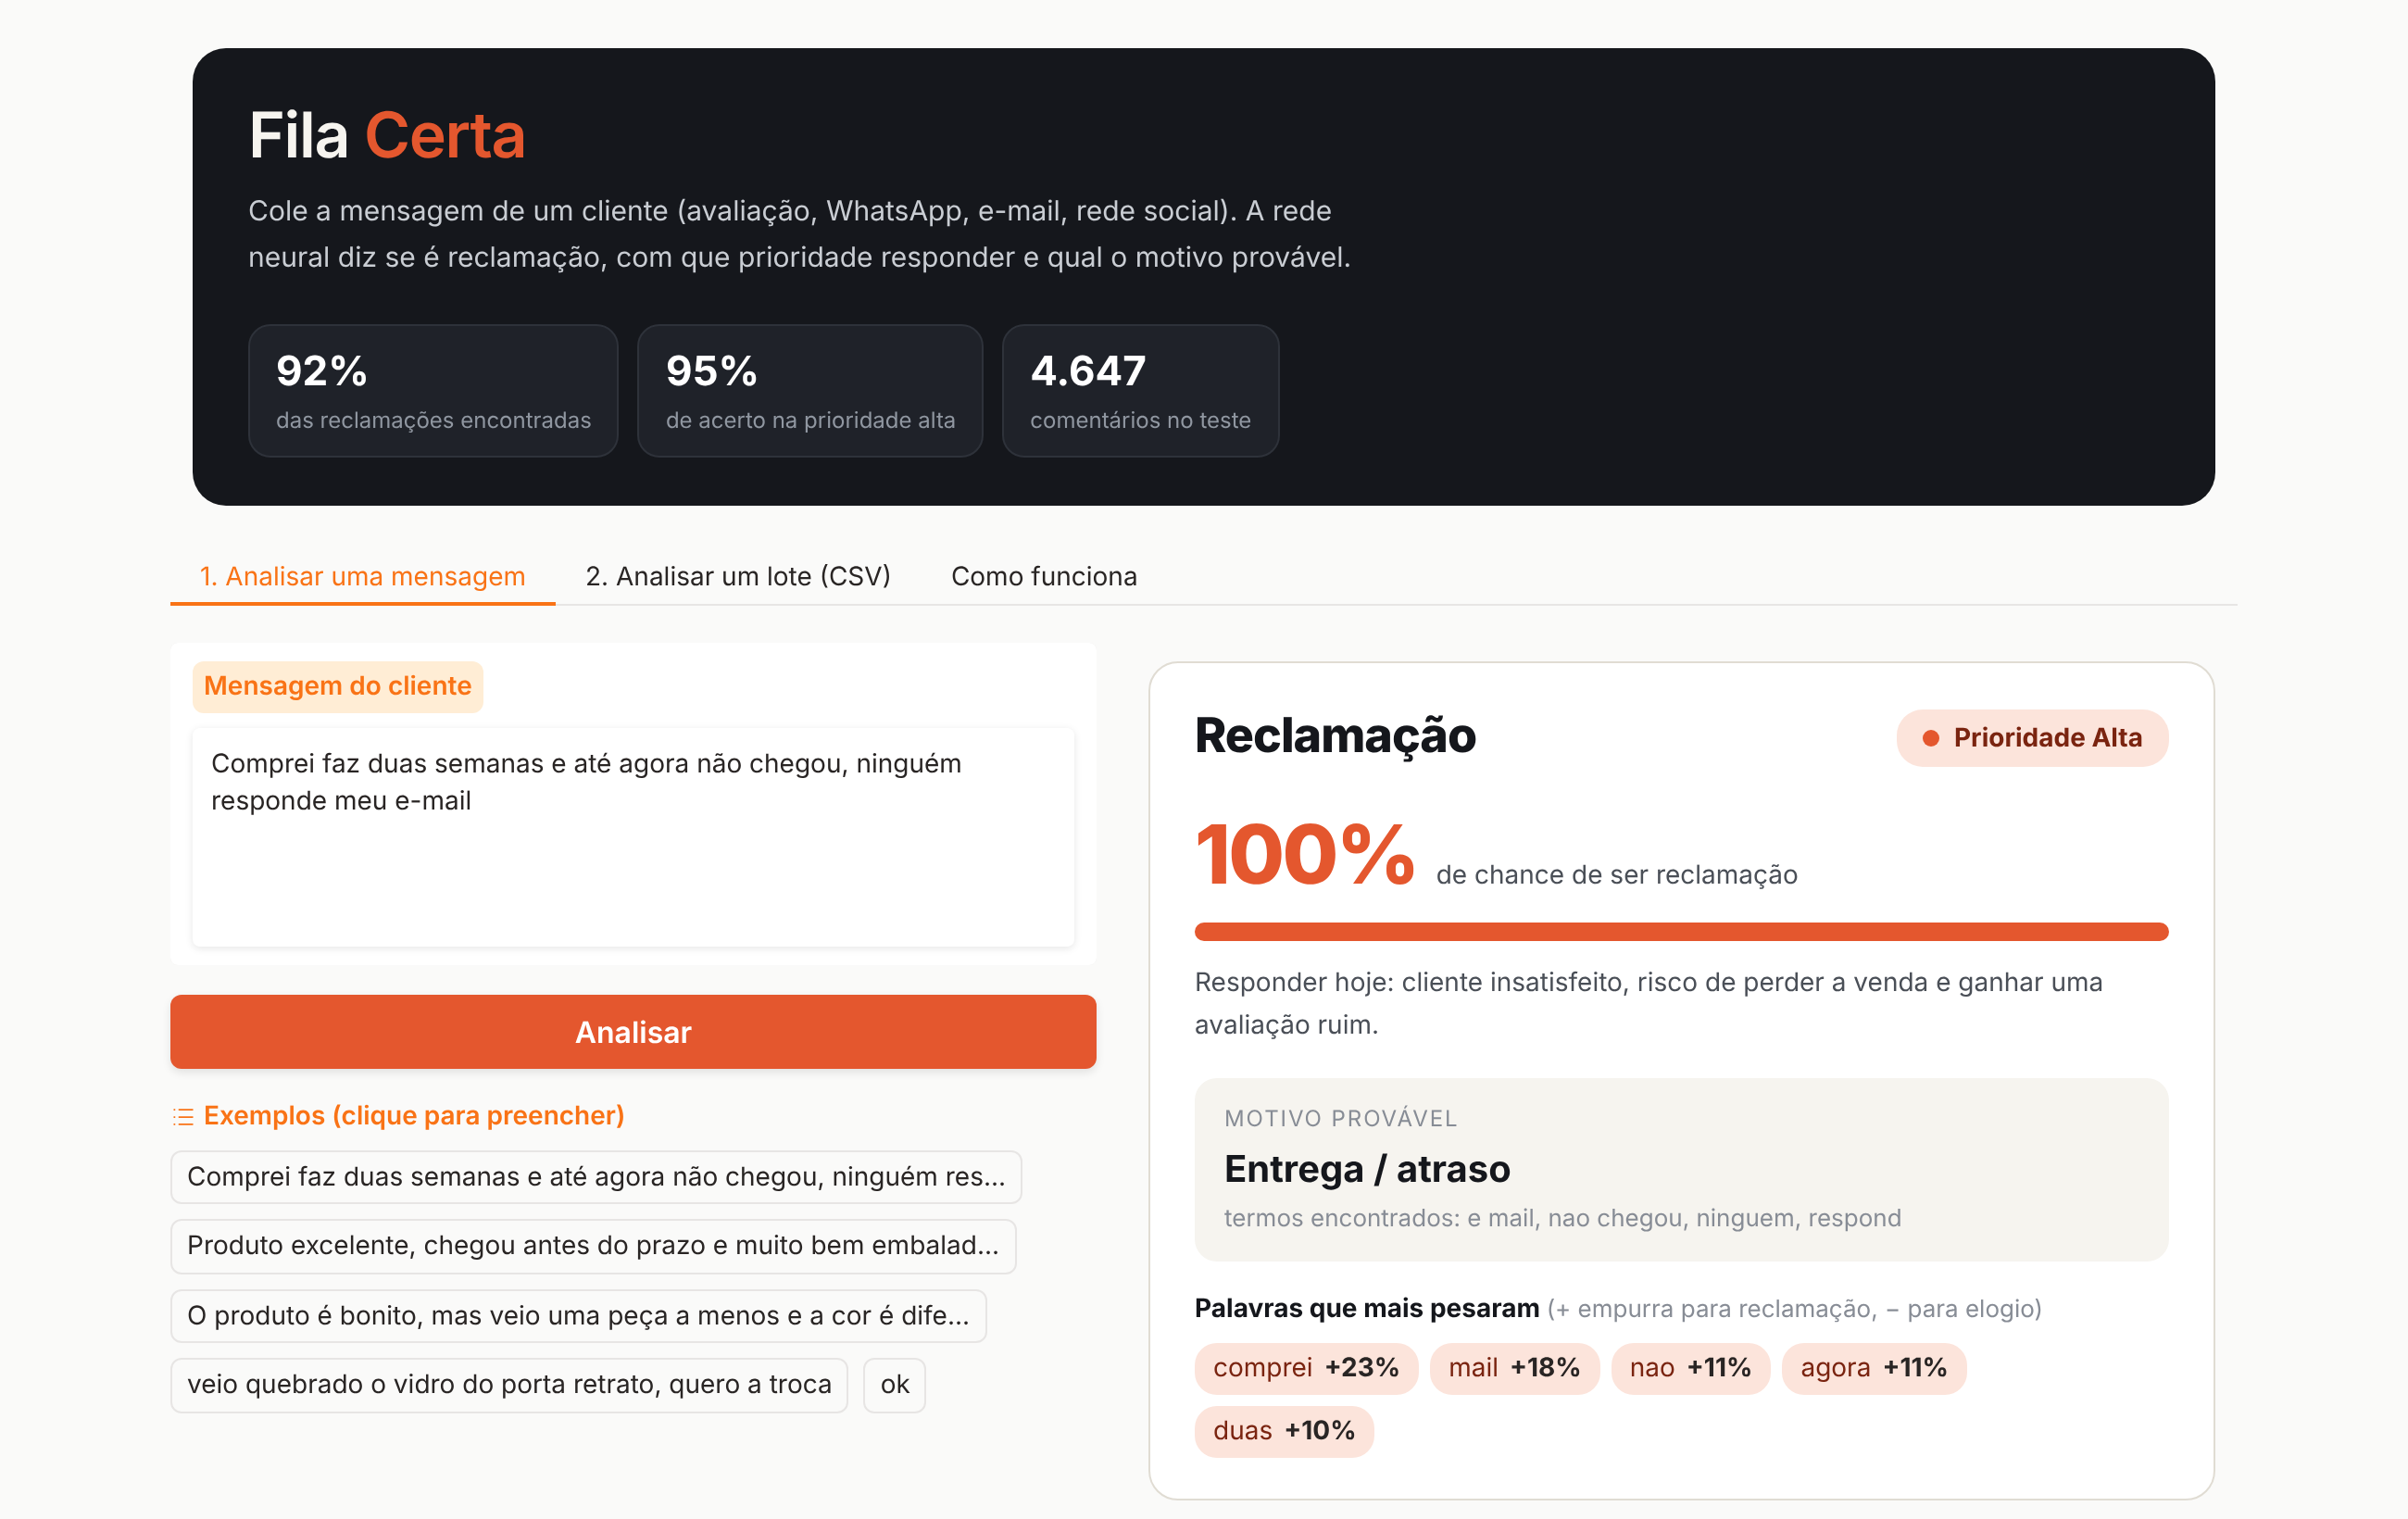 Fila Certa
Cole a mensagem de um cliente (avaliação, WhatsApp, e-mail, rede social). A rede
neural diz se é reclamação, com que prioridade responder e qual o motivo provável.
92%
das reclamações encontradas
95%
de acerto na prioridade alta
4.647
comentários no teste
1. Analisar uma mensagem
2. Analisar um lote (CSV)
Como funciona
Mensagem do cliente
Comprei faz duas semanas e até agora não chegou, ninguém
responde meu e-mail
Analisar
Exemplos (clique para preencher)
Comprei faz duas semanas e até agora não chegou, ninguém res...
Produto excelente, chegou antes do prazo e muito bem embalad...
O produto é bonito, mas veio uma peça a menos e a cor é dife...
veio quebrado o vidro do porta retrato, quero a troca
ok
Reclamação
Prioridade Alta
100% de chance de ser reclamação
Responder hoje: cliente insatisfeito, risco de perder a venda e ganhar uma
avaliação ruim.
MOTIVO PROVÁVEL
Entrega / atraso
termos encontrados: e mail, nao chegou, ninguem, respond
Palavras que mais pesaram (+ empurra para reclamação, − para elogio)
comprei +23%
mail +18%
nao +11%
agora +11%
duas +10%